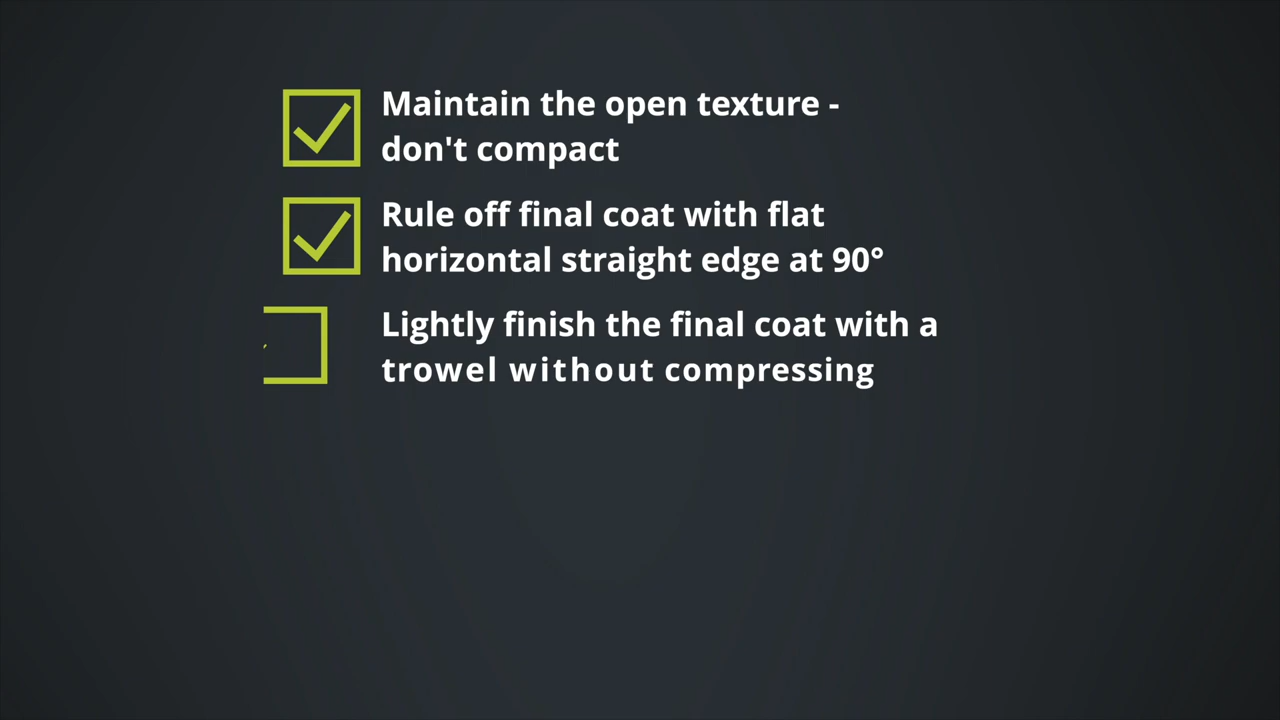 Maintain the open texture -
don't compact
Rule off final coat with flat
horizontal straight edge at 90°
Lightly finish the final coat with a
trowel without compressing